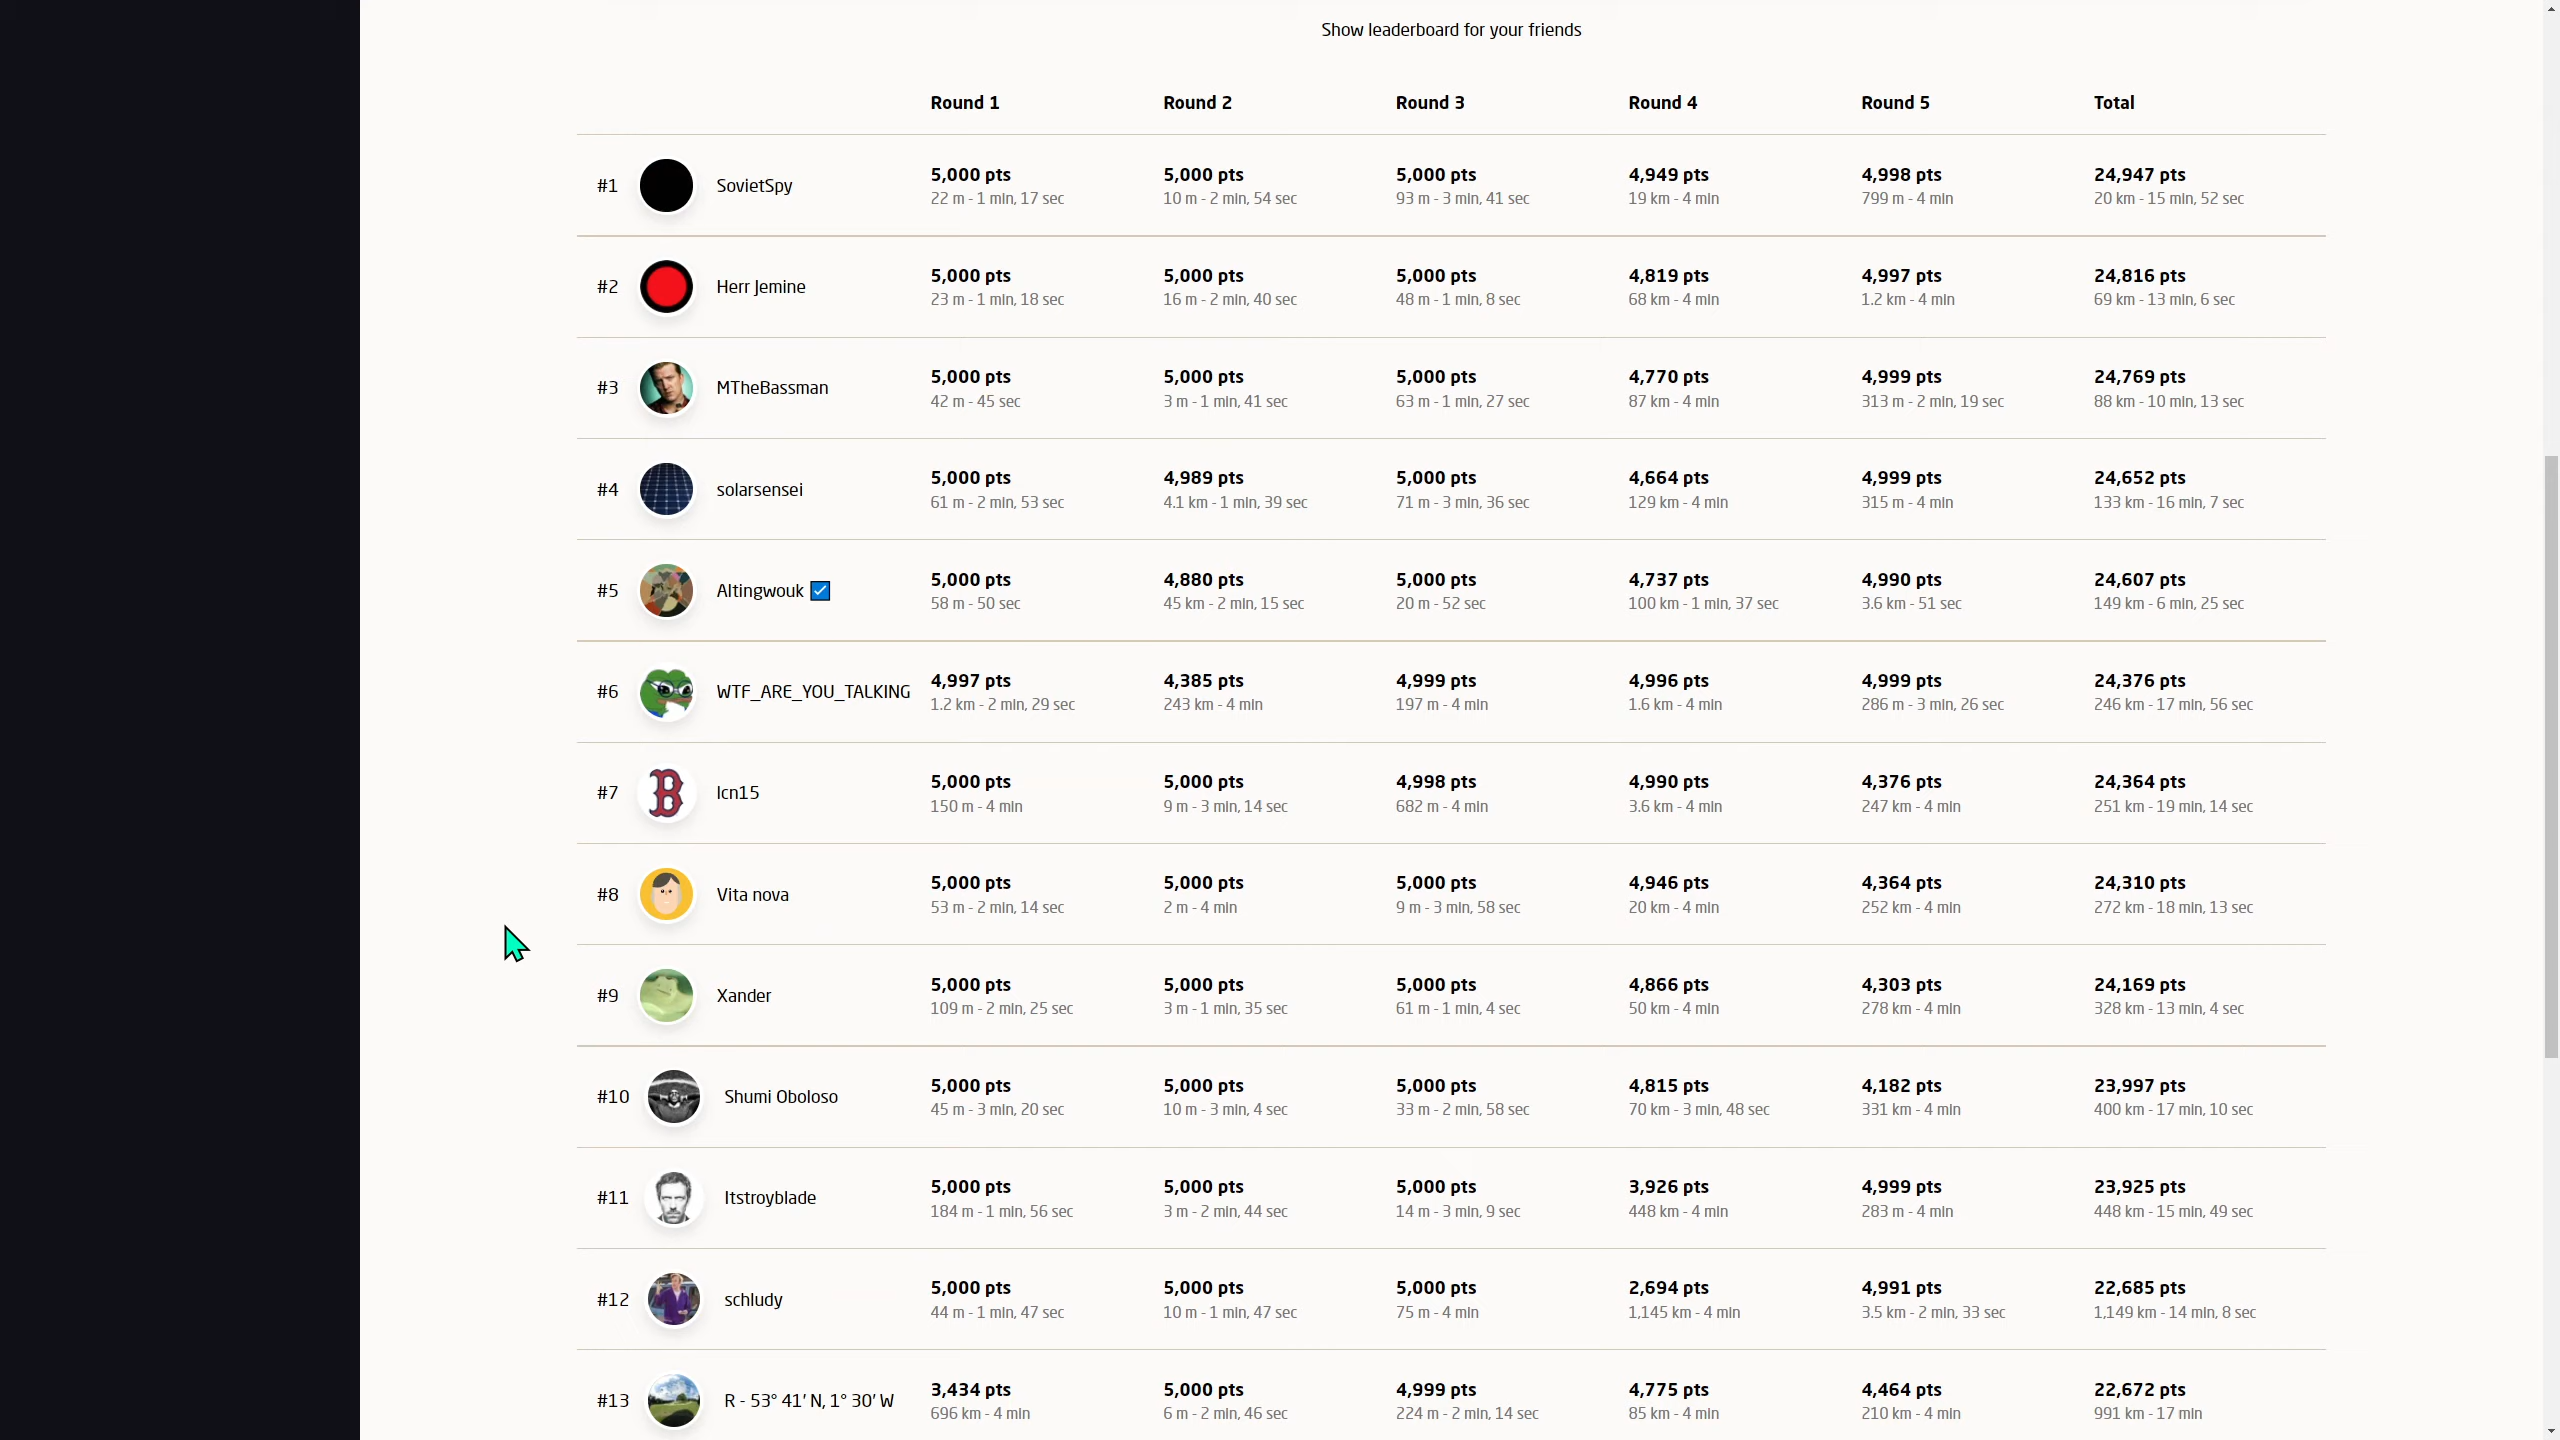 Show leaderboard for your friends
Round 1 Round 2 Round 3 Round 4 Round 5 Total
#1 SovietSpy 5,000 pts 5,000 pts 5,000 pts 4,949 pts 4,998 pts 24,947 pts
22 m - 1 min, 17 sec 10 m - 2 min, 54 sec 93 m - 3 min, 41 sec 19 km - 4 min 799 m - 4 min 20 km - 15 min, 52 sec
#2 Herr Jemine 5,000 pts 5,000 pts 5,000 pts 4,819 pts 4,997 pts 24,816 pts
23 m - 1 min, 18 sec 16 m - 2 min, 40 sec 48 m - 1 min, 8 sec 68 km - 4 min 1.2 km - 4 min 69 km - 13 min, 6 sec
#3 MTheBassman 5,000 pts 5,000 pts 5,000 pts 4,770 pts 4,999 pts 24,769 pts
42 m - 45 sec 3 m - 1 min, 41 sec 63 m - 1 min, 27 sec 87 km - 4 min 313 m - 2 min, 19 sec 88 km - 10 min, 13 sec
#4 solarsensei 5,000 pts 4,989 pts 5,000 pts 4,664 pts 4,999 pts 24,652 pts
61 m - 2 min, 53 sec 4.1 km - 1 min, 39 sec 71 m - 3 min, 36 sec 129 km - 4 min 315 m - 4 min 133 km - 16 min, 7 sec
#5 Altingwouk 5,000 pts 4,880 pts 5,000 pts 4,737 pts 4,990 pts 24,607 pts
58 m - 50 sec 45 km - 2 min, 15 sec 20 m - 52 sec 100 km - 1 min, 37 sec 3.6 km - 51 sec 149 km - 6 min, 25 sec
#6 WTF_ARE_YOU_TALKING 4,997 pts 4,385 pts 4,999 pts 4,996 pts 4,999 pts 24,376 pts
1.2 km - 2 min, 29 sec 243 km - 4 min 197 m - 4 min 1.6 km - 4 min 286 m - 3 min, 26 sec 246 km - 17 min, 56 sec
B
#7 lcn15 5,000 pts 5,000 pts 4,998 pts 4,990 pts 4,376 pts 24,364 pts
150 m - 4 min 9 m - 3 min, 14 sec 682 m - 4 min 3.6 km - 4 min 247 km - 4 min 251 km - 19 min, 14 sec
#8 Vita nova 5,000 pts 5,000 pts 5,000 pts 4,946 pts 4,364 pts 24,310 pts
53 m - 2 min, 14 sec 2 m - 4 min 9 m - 3 min, 58 sec 20 km - 4 min 252 km - 4 min 272 km - 18 min, 13 sec
#9 Xander 5,000 pts 5,000 pts 5,000 pts 4,866 pts 4,303 pts 24,169 pts
109 m - 2 min, 25 sec 3 m - 1 min, 35 sec 61 m - 1 min, 4 sec 50 km - 4 min 278 km - 4 min 328 km - 13 min, 4 sec
#10 Shumi Oboloso 5,000 pts 5,000 pts 5,000 pts 4,815 pts 4,182 pts 23,997 pts
45 m - 3 min, 20 sec 10 m - 3 min, 4 sec 33 m - 2 min, 58 sec 70 km - 3 min, 48 sec 331 km - 4 min 400 km - 17 min, 10 sec
#11 Itstroyblade 5,000 pts 5,000 pts 5,000 pts 3,926 pts 4,999 pts 23,925 pts
184 m - 1 min, 56 sec 3 m - 2 min, 44 sec 14 m - 3 min, 9 sec 448 km - 4 min 283 m - 4 min 448 km - 15 min, 49 sec
#12 schludy 5,000 pts 5,000 pts 5,000 pts 2,694 pts 4,991 pts 22,685 pts
44 m - 1 min, 47 sec 10 m - 1 min, 47 sec 75 m - 4 min 1,145 km - 4 min 3.5 km - 2 min, 33 sec 1,149 km - 14 min, 8 sec
#13 R - 53° 41' N, 1° 30' W 3,434 pts 5,000 pts 4,999 pts 4,775 pts 4,464 pts 22,672 pts
696 km - 4 min 6 m - 2 min, 46 sec 224 m - 2 min, 14 sec 85 km - 4 min 210 km - 4 min 991 km - 17 min